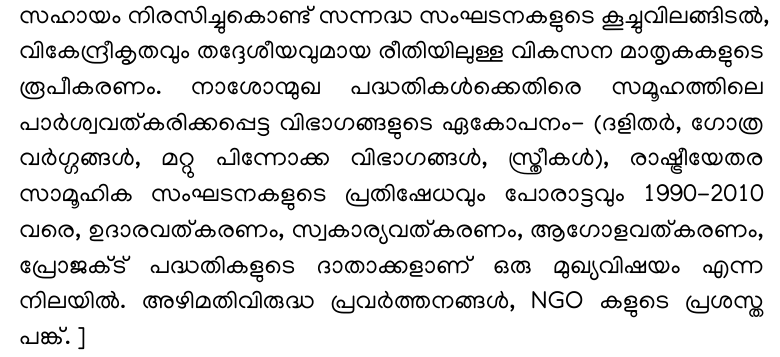 സഹായം നിരസിച്ചുകൊണ്ട് സന്നദ്ധ സംഘടനകളുടെ കൂച്ചുവിലങ്ങിടൽ,
വികേന്ദ്രീകൃതവും തദ്ദേശീയവുമായ രീതിയിലുള്ള വികസന മാതൃകകളുടെ
രൂപീകരണം. നാശോന്മുഖ പദ്ധതികൾക്കെതിരെ സമൂഹത്തിലെ
പാർശ്വവത്കരിക്കപ്പെട്ട വിഭാഗങ്ങളുടെ ഏകോപനം– (ദളിതർ, ഗോത്ര
വർഗ്ഗങ്ങൾ, മറ്റു പിന്നോക്ക വിഭാഗങ്ങൾ, സ്ത്രീകൾ), രാഷ്ട്രീയേതര
സാമൂഹിക സംഘടനകളുടെ പ്രതിഷേധവും പോരാട്ടവും 1990–2010
വരെ, ഉദാരവത്കരണം, സ്വകാര്യവത്കരണം, ആഗോളവത്കരണം,
പ്രോജക്ട് പദ്ധതികളുടെ ദാതാക്കളാണ് ഒരു മുഖ്യവിഷയം എന്ന
നിലയിൽ. അഴിമതിവിരുദ്ധ പ്രവർത്തനങ്ങൾ, NGO കളുടെ പ്രശസ്ത
പങ്ക്. ]